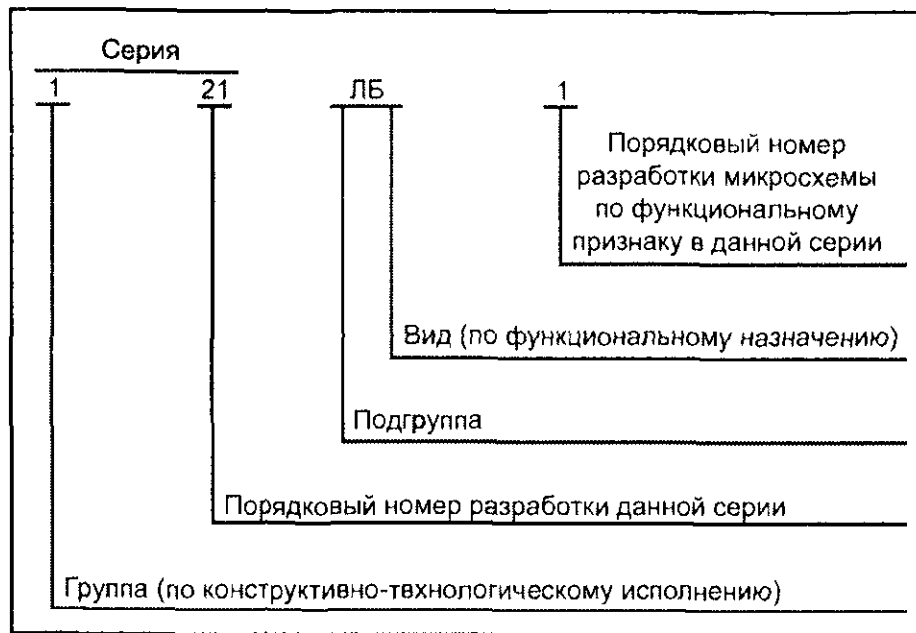 Серия
1 21 ЛБ 1
Порядковый номер
разработки микросхемы
по функциональному
признаку в данной серии
Вид (по функциональному назначению)
Подгруппа
Порядковый номер разработки данной серии
Группа (по конструктивно-твхнологическому исполнению)